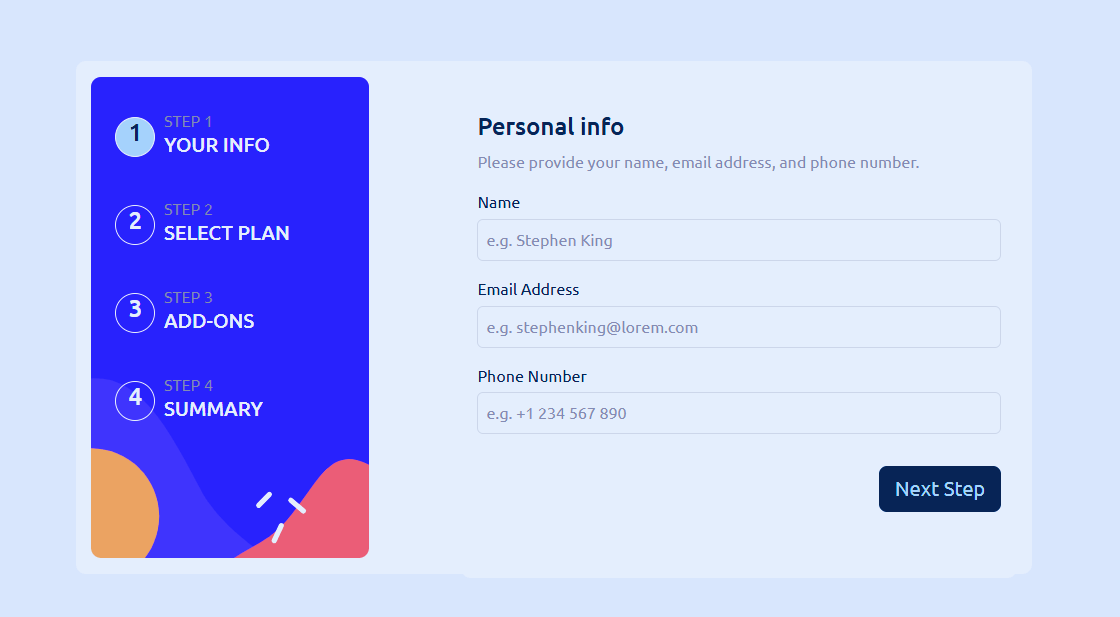 1
STEP 1
YOUR INFO
2
STEP 2
SELECT PLAN
3
STEP 3
ADD-ONS
4
STEP 4
SUMMARY
Personal info
Please provide your name, email address, and phone number.
Name
e.g. Stephen King
Email Address
e.g. stephenking@lorem.com
Phone Number
e.g. +1 234 567 890
Next Step